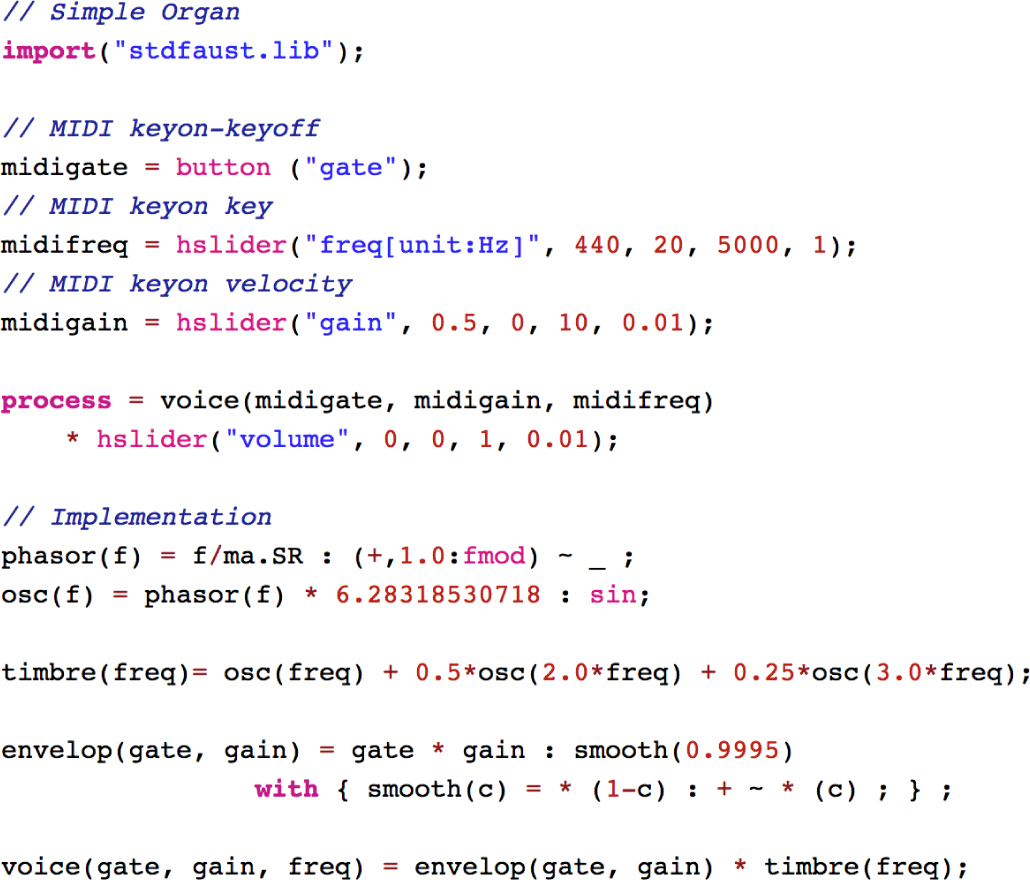 // Simple Organ
import("stdfaust.lib");
// MIDI keyon-keyoff
midigate = button ("gate");
// MIDI keyon key
midifreq = hslider("freq[unit:Hz]", 440, 20, 5000, 1);
// MIDI keyon velocity
midigain = hslider("gain", 0.5, 0, 10, 0.01);
process = voice(midigate, midigain, midifreq)
* hslider("volume", 0, 0, 1, 0.01);
// Implementation
phasor(f) = f/ma.SR : (+,1.0:fmod) ~ _ ;
osc(f) = phasor(f) * 6.28318530718 : sin;
timbre(freq)= osc(freq) + 0.5*osc(2.0*freq) + 0.25*osc(3.0*freq);
envelop(gate, gain) = gate * gain : smooth(0.9995)
with { smooth(c) = * (1-c) : + ~ * (c) ; } ;
voice(gate, gain, freq) = envelop(gate, gain) * timbre(freq);